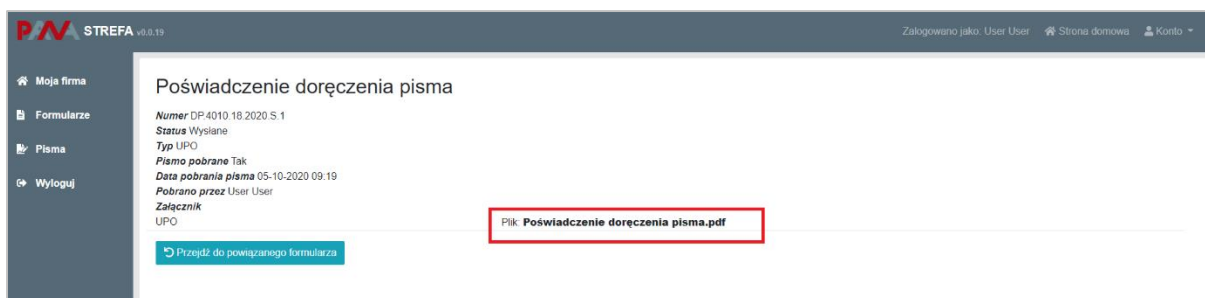 PANA STREFA v0.0.19
Zalogowano jako: User User Strona domowa Konto
Moja firma
Formularze
Pisma
Wyloguj
Poświadczenie doręczenia pisma
Numer DP.4010.18.2020.S.1
Status Wysłane
Typ UPO
Pismo pobrane Tak
Data pobrania pisma 05-10-2020 09:19
Pobrano przez User User
Załącznik
UPO Plik: Poświadczenie doręczenia pisma.pdf
Przejdź do powiązanego formularza